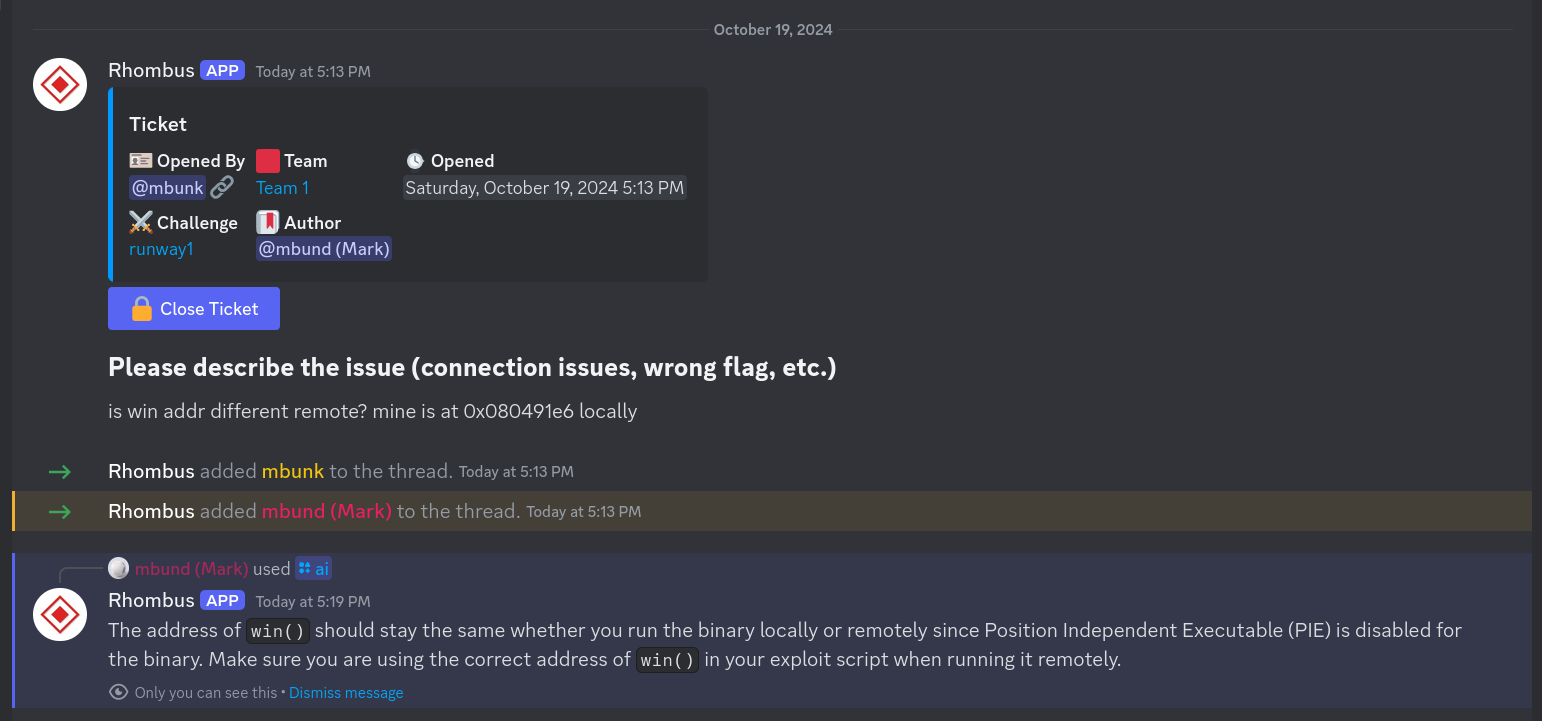 October 19, 2024
Rhombus APP Today at 5:13 PM
Ticket
Opened By Team Opened
@mbunk Team 1 Saturday, October 19, 2024 5:13 PM
Challenge Author
runway1 @mbund (Mark)
Close Ticket
Please describe the issue (connection issues, wrong flag, etc.)
is win addr different remote? mine is at 0x080491e6 locally
Rhombus added mbunk to the thread. Today at 5:13 PM
Rhombus added mbund (Mark) to the thread. Today at 5:13 PM
mbund (Mark) used ai
Rhombus APP Today at 5:19 PM
The address of win() should stay the same whether you run the binary locally or remotely since Position Independent Executable (PIE) is disabled for
the binary. Make sure you are using the correct address of win() in your exploit script when running it remotely.
Only you can see this • Dismiss message